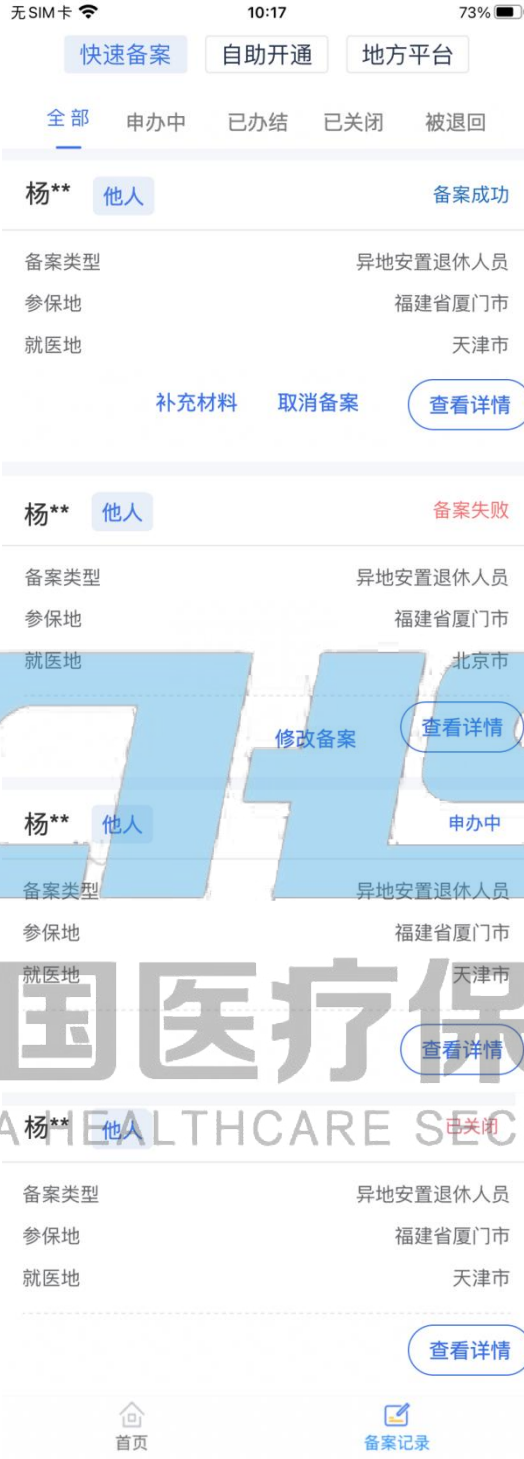 无SIM卡 10:17 73%
快速备案 自助开通 地方平台
全部 申办中 已办结 已关闭 被退回
杨** 他人 备案成功
备案类型 异地安置退休人员
参保地 福建省厦门市
就医地 天津市
补充材料 取消备案 查看详情
杨** 他人 备案失败
备案类型 异地安置退休人员
参保地 福建省厦门市
就医地 北京市
修改备案 查看详情
杨** 他人 申办中
备案类型 异地安置退休人员
参保地 福建省厦门市
就医地 天津市
国医疗保
查看详情
A HEALTHCARE SEC
杨** 他人 已关闭
备案类型 异地安置退休人员
参保地 福建省厦门市
就医地 天津市
查看详情
首页 备案记录